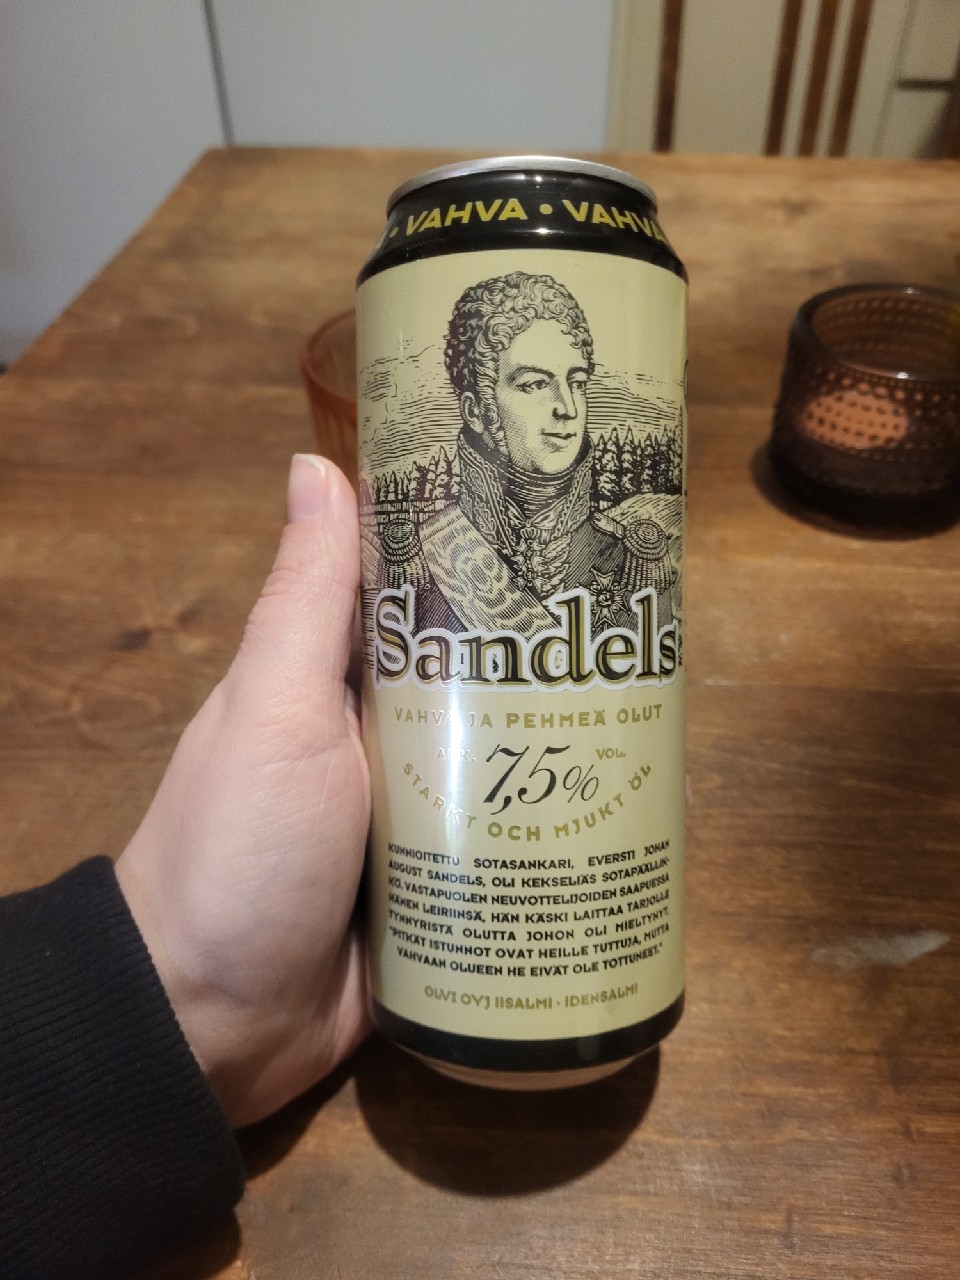 VAHVA • VAHVA
Sandels
VAHVA JA PEHMEÄ OLUT
ALK. 7,5% VOL.
STARKT OCH MJUKT ÖL
KUNNIOITETTU SOTASANKARI, EVERSTI JOHAN
AUGUST SANDELS, OLI KEKSELIÄS SOTAPÄÄLLIK-
KÖ. VASTAPUOLEN NEUVOTTELIJOIDEN SAAPUESSA
HÄNEN LEIRIINSÄ, HÄN KÄSKI LAITTAA TARJOLLE
TYNNYRISTÄ OLUTTA JOHON OLI MIELTYNYT.
"PITKÄT ISTUNNOT OVAT HEILLE TUTTUJA, MUTTA
VAHVAAN OLUEEN HE EIVÄT OLE TOTTUNEET."
OLVI OYJ IISALMI · IDENSALMI